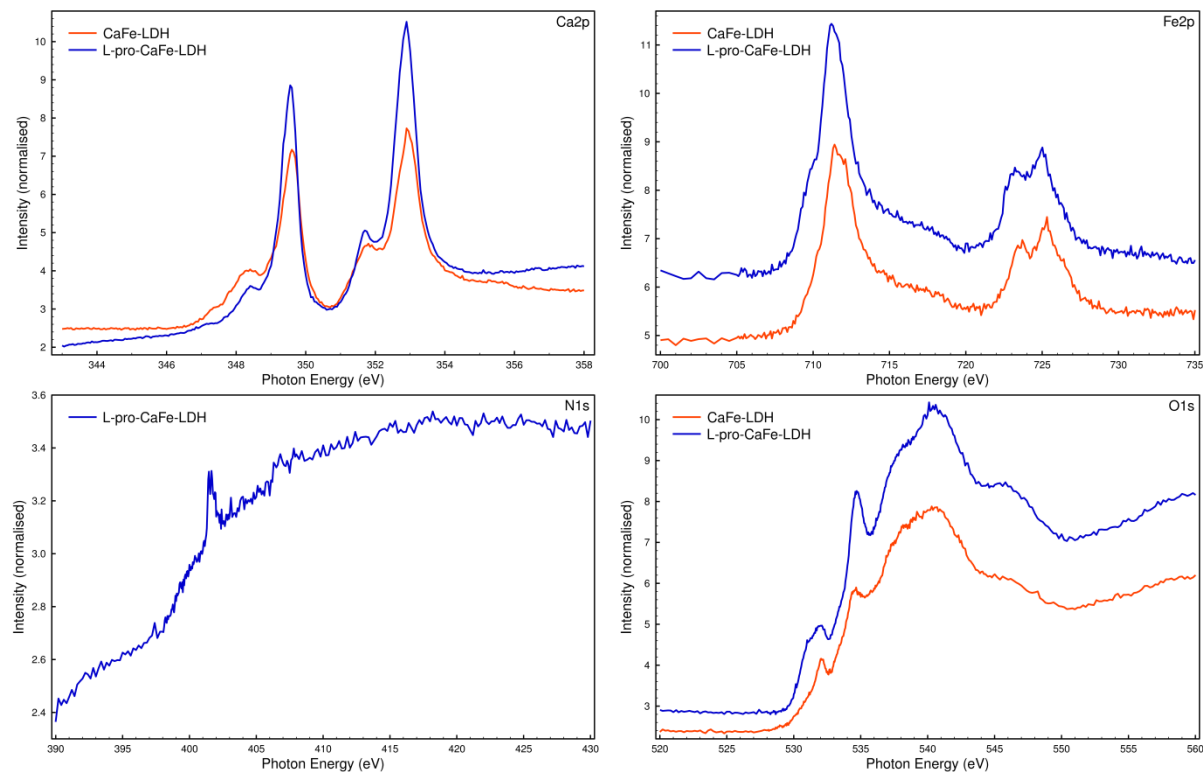 Ca2p
CaFe-LDH
L-pro-CaFe-LDH
Intensity (normalised)
10
8
6
5
4
3
2
344 346 348 350 352 354 356 358
Photon Energy (eV)
Fe2p
CaFe-LDH
L-pro-CaFe-LDH
Intensity (normalised)
11
9
8
7
6
5
700 705 710 715 720 725 730 735
Photon Energy (eV)
N1s
L-pro-CaFe-LDH
Intensity (normalised)
3.6
3.4
3.2
3.0
2.8
2.6
2.4
390 395 400 405 410 415 420 425 430
Photon Energy (eV)
O1s
CaFe-LDH
L-pro-CaFe-LDH
Intensity (normalised)
10
9
8
7
6
5
4
3
520 525 530 535 540 545 550 555 560
Photon Energy (eV)